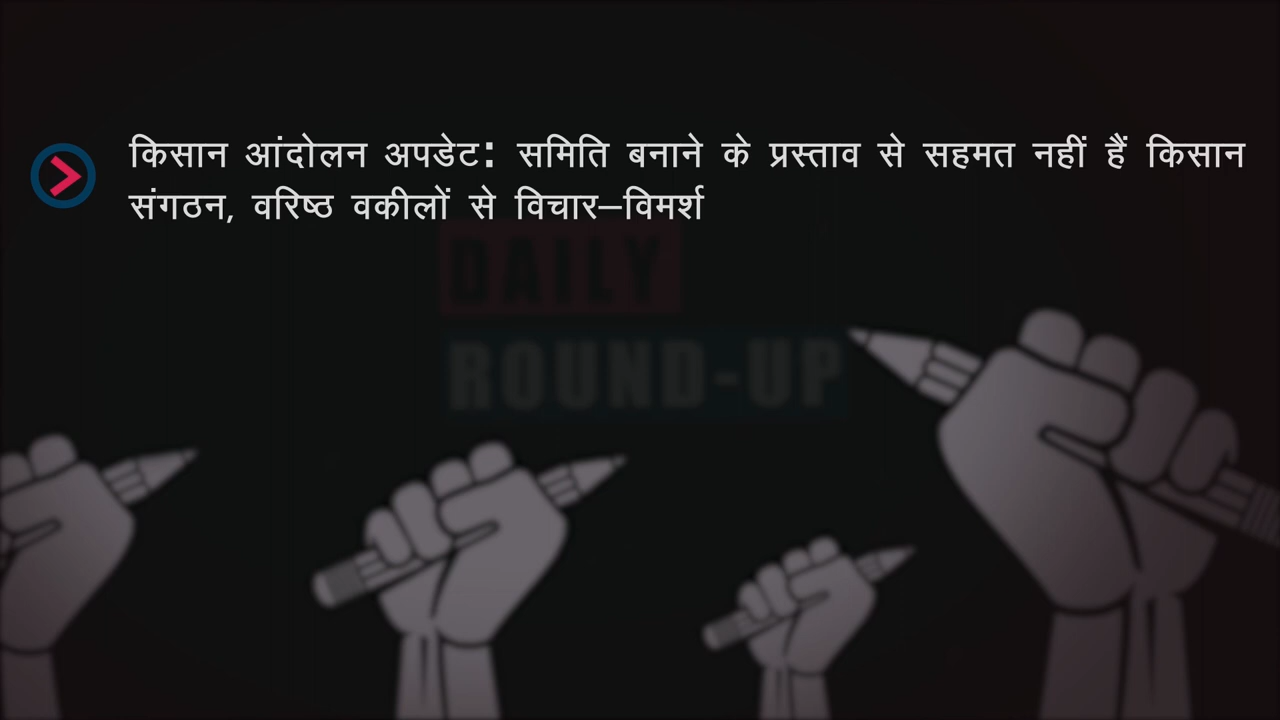 किसान आंदोलन अपडेट: समिति बनाने के प्रस्ताव से सहमत नहीं हैं किसान
संगठन, वरिष्ठ वकीलों से विचार–विमर्श
DAILY
ROUND-UP